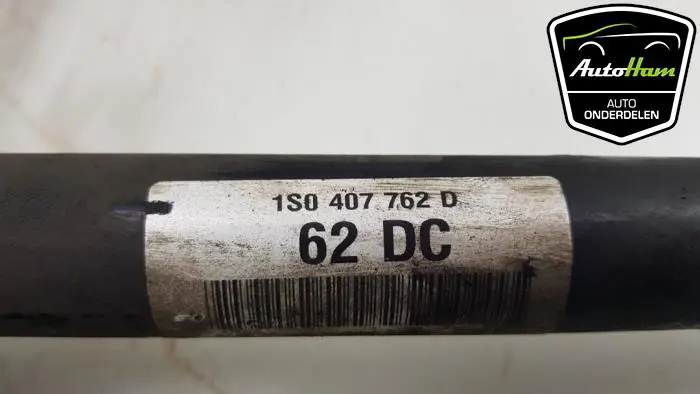 AutoHam
AUTO
ONDERDELEN
1S0 407 762 D
62 DC